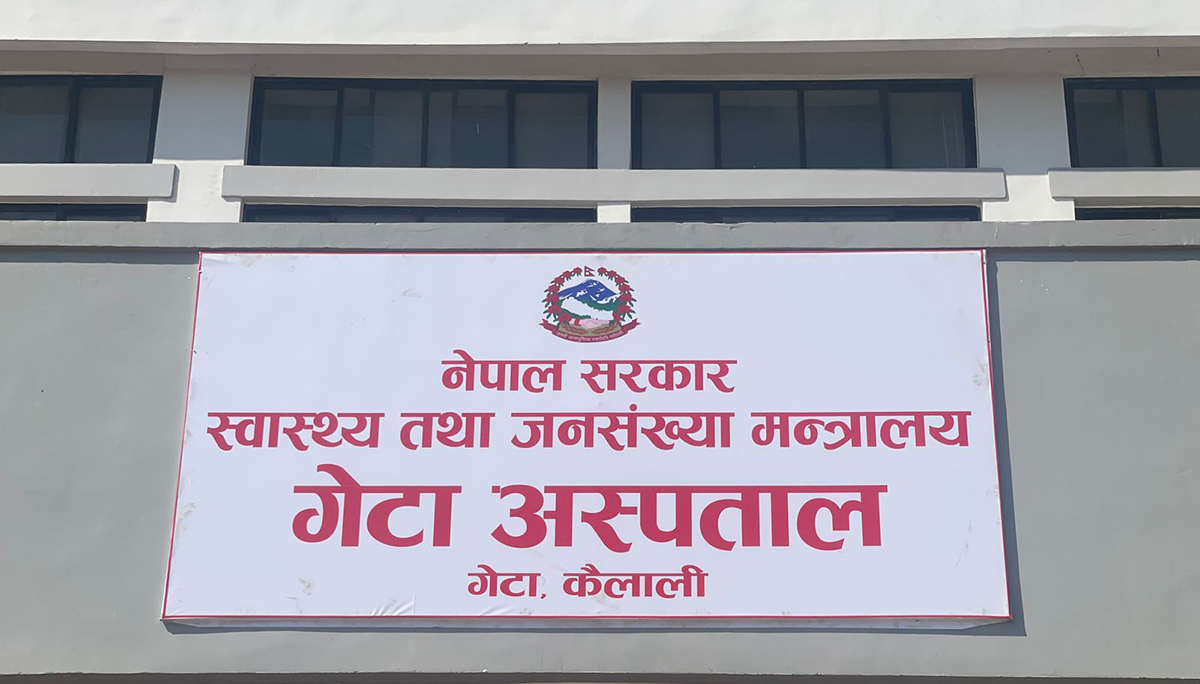 नेपाल सरकार
स्वास्थ्य तथा जनसंख्या मन्त्रालय
गेटा अस्पताल
गेटा, कैलाली